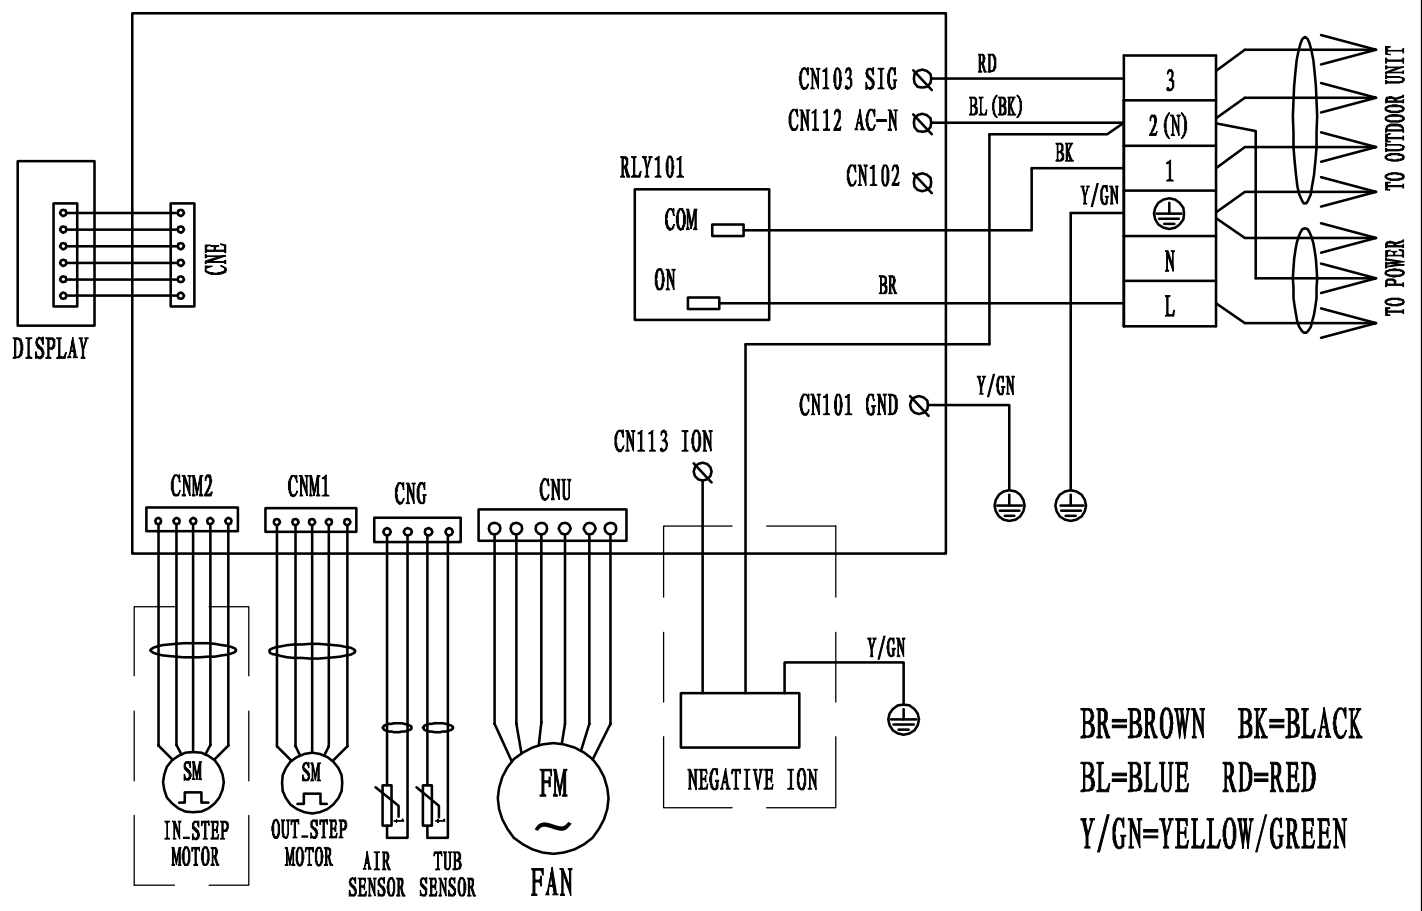 CN103 SIG
RD
3
CN112 AC-N
BL(BK)
2(N)
CN102
BK
1
Y/GN
N
L
TO OUTDOOR UNIT
TO POWER
RLY101
COM
ON
BR
CNE
DISPLAY
CN101 GND
Y/GN
CN113 ION
CNM2
CNM1
CNG
CNU
Y/GN
SM
SM
FM
~
IN_STEP
MOTOR
OUT_STEP
MOTOR
AIR
SENSOR
TUB
SENSOR
t
t
FAN
NEGATIVE ION
BR=BROWN BK=BLACK
BL=BLUE RD=RED
Y/GN=YELLOW/GREEN